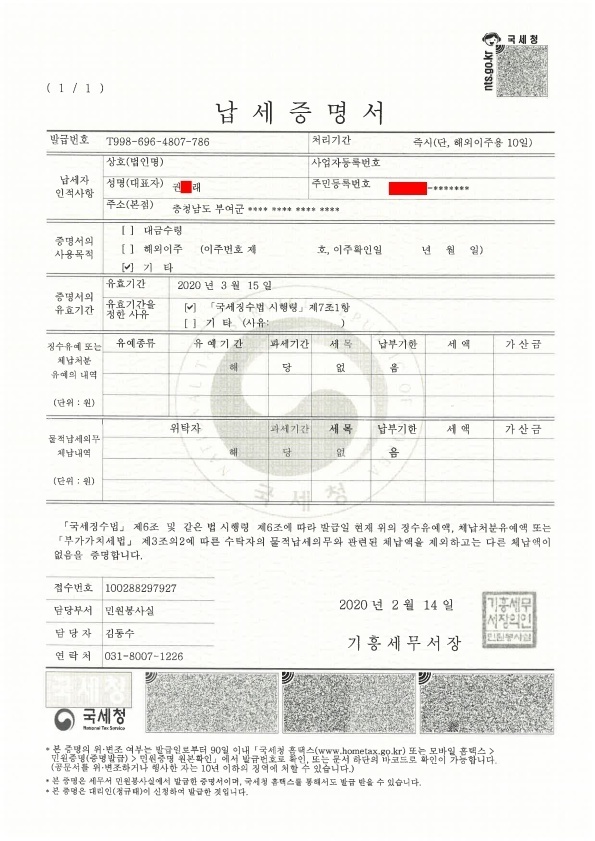 국세청
nts.go.kr
( 1 / 1 )
납 세 증 명 서
발급번호 T998-696-4807-786 처리기간 즉시(단, 해외이주용 10일)
납세자 인적사항
상호(법인명) 사업자등록번호
성명(대표자) 권 래 주민등록번호 -*******
주소(본점) 충청남도 부여군 **** **** **** ****
증명서의 사용목적
[ ] 대금수령
[ ] 해외이주 (이주번호 제 호, 이주확인일 년 월 일)
[✔] 기 타
증명서의 유효기간
유효기간 2020 년 3 월 15 일
유효기간을 정한 사유
[✔] 「국세징수법 시행령」 제7조1항
[ ] 기 타 (사유: )
징수유예 또는 체납처분 유예의 내역 (단위 : 원)
유예종류 유 예 기 간 과세기간 세 목 납부기한 세 액 가 산 금
해 당 없 음
물적납세의무 체납내역 (단위 : 원)
위탁자 과세기간 세 목 납부기한 세 액 가 산 금
해 당 없 음
국세청
「국세징수법」 제6조 및 같은 법 시행령 제6조에 따라 발급일 현재 위의 징수유예액, 체납처분유예액 또는
「부가가치세법」 제3조의2에 따른 수탁자의 물적납세의무와 관련된 체납액을 제외하고는 다른 체납액이
없음을 증명합니다.
접수번호 100288297927
담당부서 민원봉사실
담 당 자 김동수
연 락 처 031-8007-1226
2020 년 2 월 14 일
기 흥 세 무 서 장
기흥세무
서장의인
민원봉사실
국세청
국세청
National Tax Service
* 본 증명의 위·변조 여부는 발급일로부터 90일 이내「국세청 홈택스(www.hometax.go.kr) 또는 모바일 홈택스 >
민원증명(증명발급) > 민원증명 원본확인」에서 발급번호로 확인, 또는 문서 하단의 바코드로 확인이 가능합니다.
(공문서를 위·변조하거나 행사한 자는 10년 이하의 징역에 처할 수 있습니다.)
* 본 증명은 세무서 민원봉사실에서 발급한 증명서이며, 국세청 홈택스를 통해서도 발급 받을 수 있습니다.
* 본 증명은 대리인(정규태)이 신청하여 발급한 것입니다.